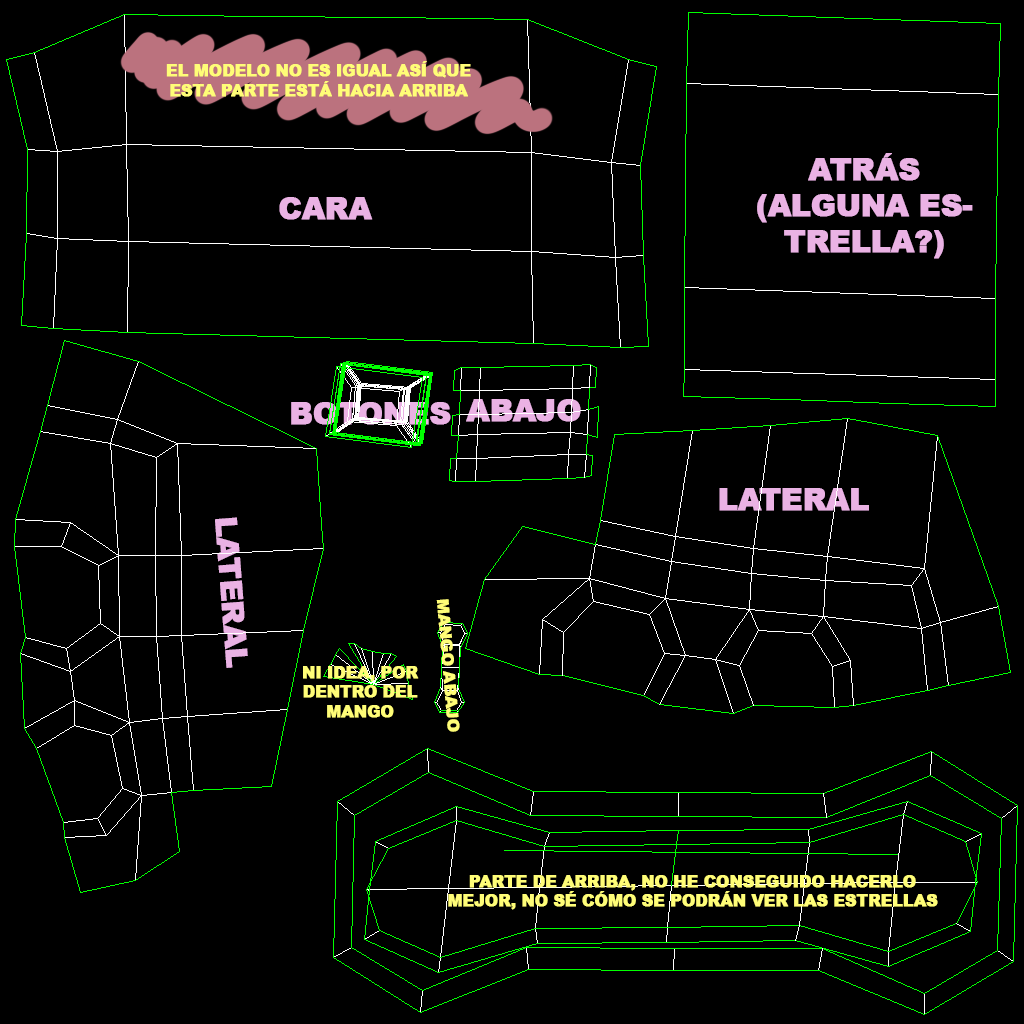 EL MODELO NO ES IGUAL ASÍ QUE
ESTA PARTE ESTÁ HACIA ARRIBA
CARA
ATRÁS
(ALGUNA ES-
TRELLA?)
BOTONES
ABAJO
LATERAL
LATERAL
MANGO ABAJO
NI IDEA, POR
DENTRO DEL
MANGO
PARTE DE ARRIBA, NO HE CONSEGUIDO HACERLO
MEJOR, NO SÉ CÓMO SE PODRÁN VER LAS ESTRELLAS